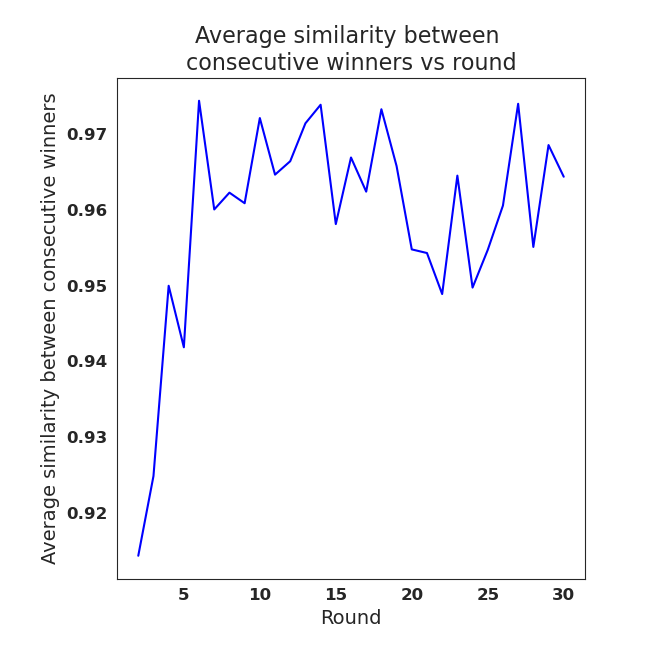 Average similarity between
consecutive winners vs round
Average similarity between consecutive winners
0.97
0.96
0.95
0.94
0.93
0.92
5 10 15 20 25 30
Round